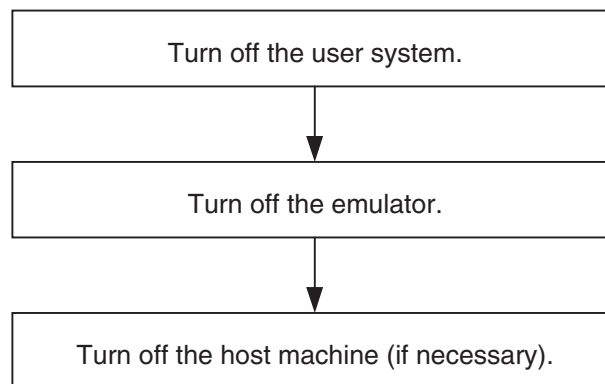 Turn off the user system.
Turn off the emulator.
Turn off the host machine (if necessary).